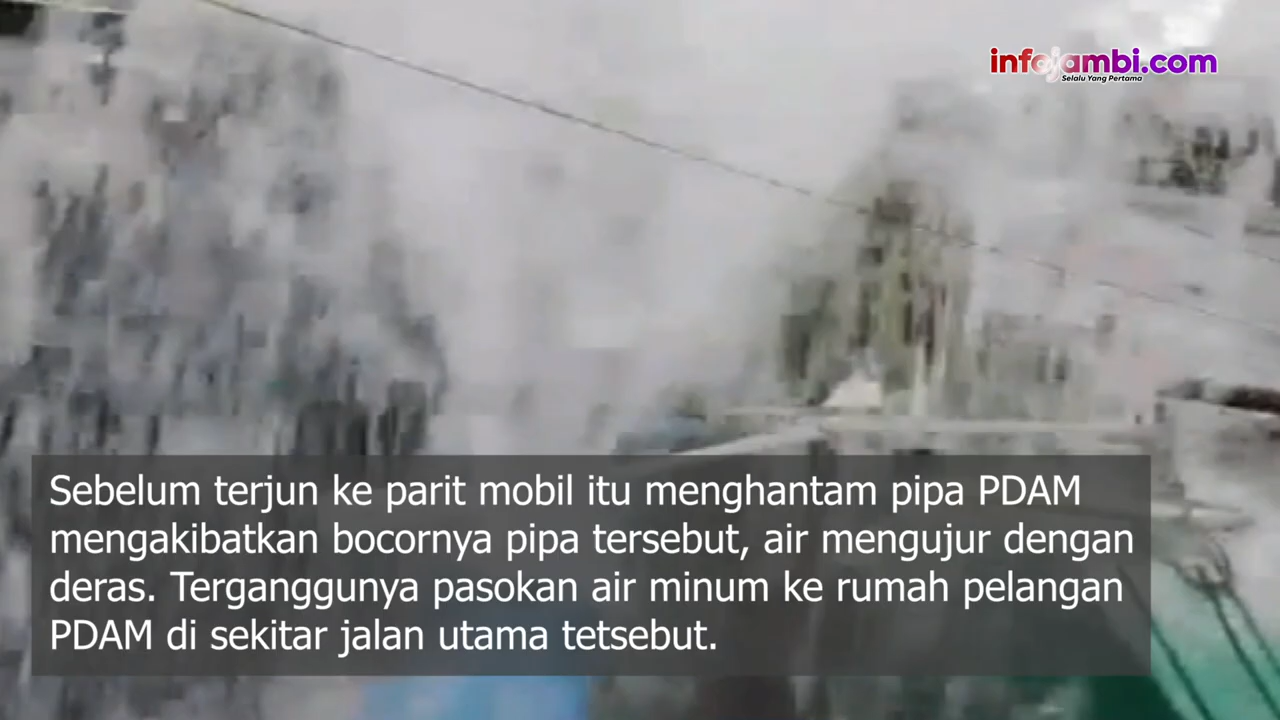 infojambi.com
Selalu Yang Pertama
Sebelum terjun ke parit mobil itu menghantam pipa PDAM
mengakibatkan bocornya pipa tersebut, air mengujur dengan
deras. Terganggunya pasokan air minum ke rumah pelangan
PDAM di sekitar jalan utama tetsebut.